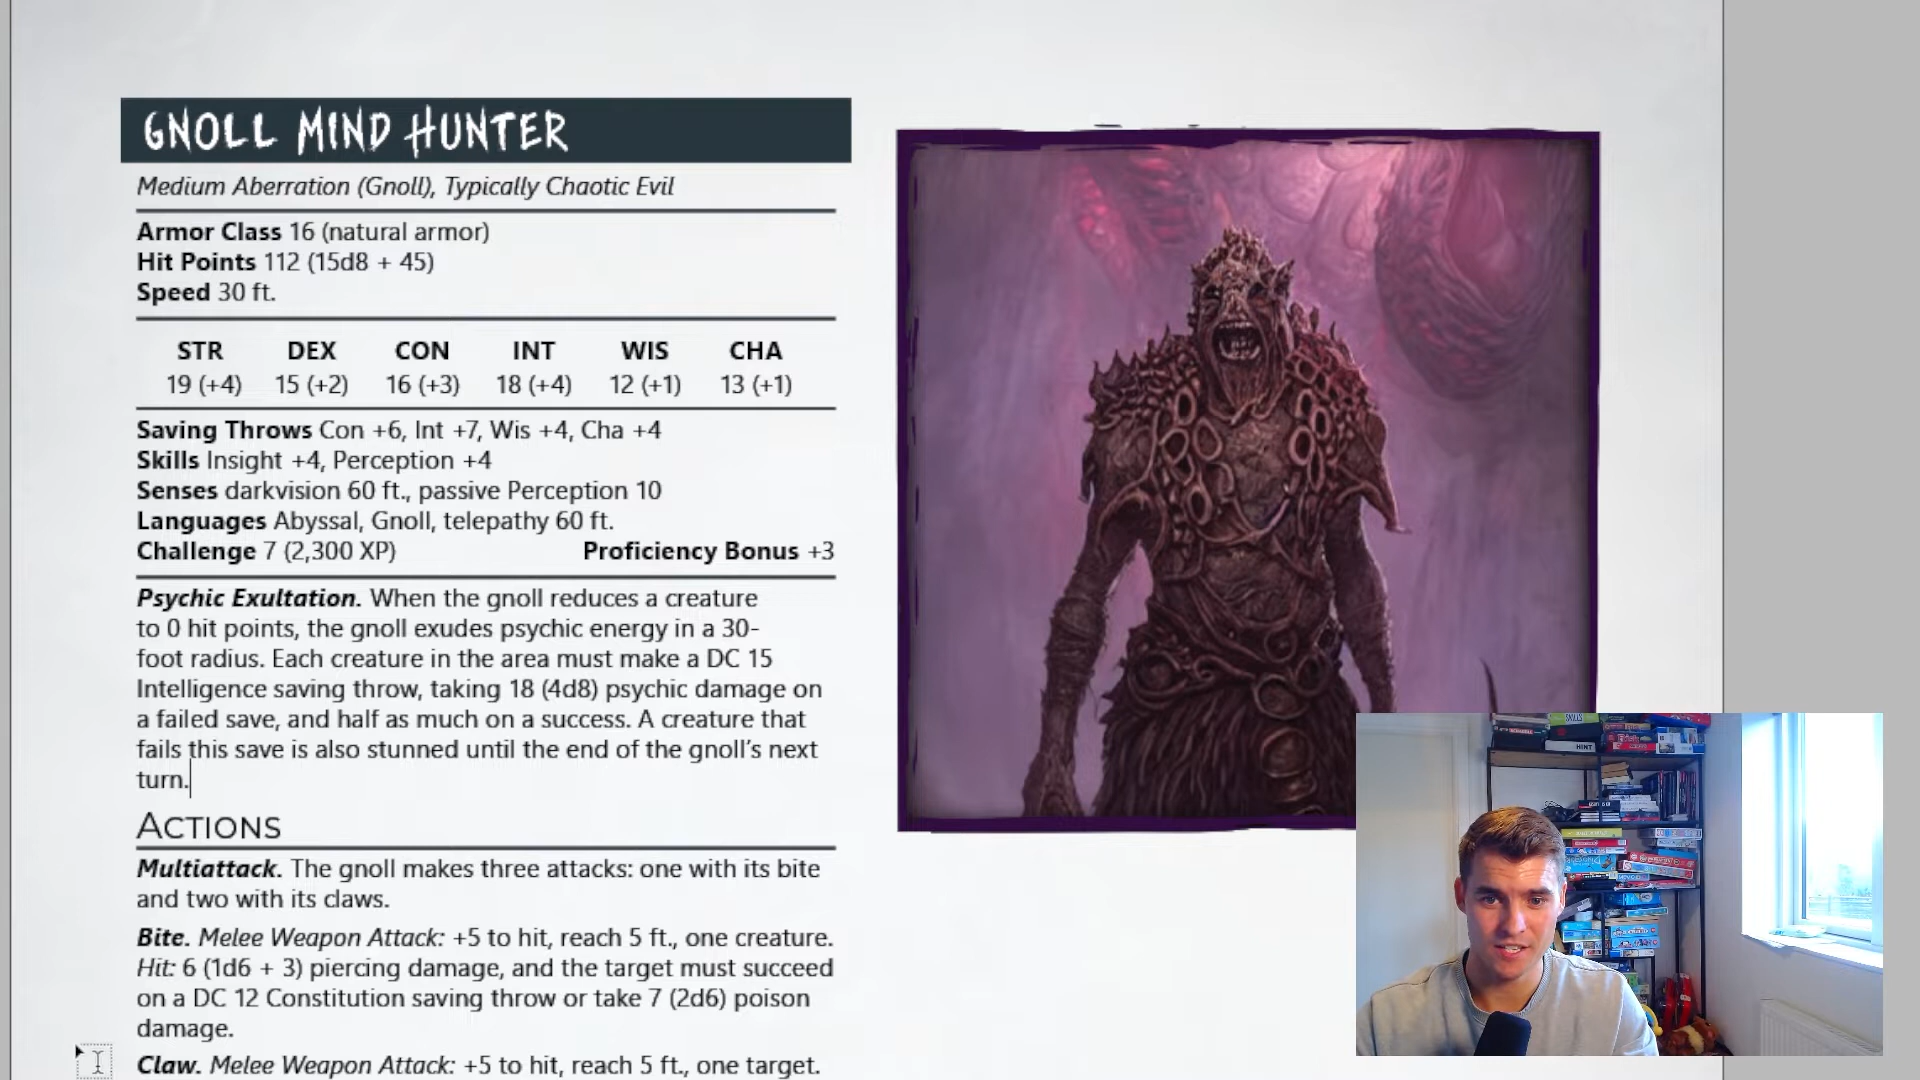 GNOLL MIND HUNTER
Medium Aberration (Gnoll), Typically Chaotic Evil
Armor Class 16 (natural armor)
Hit Points 112 (15d8 + 45)
Speed 30 ft.
STR DEX CON INT WIS CHA
19 (+4) 15 (+2) 16 (+3) 18 (+4) 12 (+1) 13 (+1)
Saving Throws Con +6, Int +7, Wis +4, Cha +4
Skills Insight +4, Perception +4
Senses darkvision 60 ft., passive Perception 10
Languages Abyssal, Gnoll, telepathy 60 ft.
Challenge 7 (2,300 XP) Proficiency Bonus +3
Psychic Exultation. When the gnoll reduces a creature
to 0 hit points, the gnoll exudes psychic energy in a 30-
foot radius. Each creature in the area must make a DC 15
Intelligence saving throw, taking 18 (4d8) psychic damage on
a failed save, and half as much on a success. A creature that
fails this save is also stunned until the end of the gnoll’s next
turn.
ACTIONS
Multiattack. The gnoll makes three attacks: one with its bite
and two with its claws.
Bite. Melee Weapon Attack: +5 to hit, reach 5 ft., one creature.
Hit: 6 (1d6 + 3) piercing damage, and the target must succeed
on a DC 12 Constitution saving throw or take 7 (2d6) poison
damage.
Claw. Melee Weapon Attack: +5 to hit, reach 5 ft., one target.
HINT